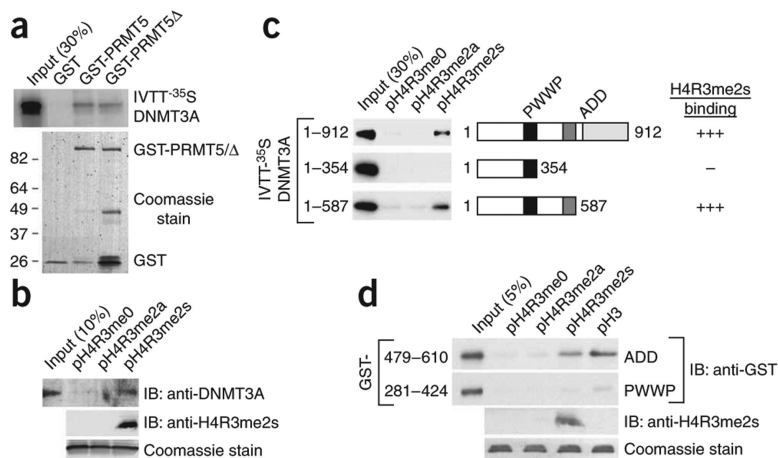 a
Input (30%)
GST
GST-PRMT5
GST-PRMT5Δ
IVTT-³⁵S
DNMT3A
GST-PRMT5/Δ
82
64
49
37
26
Coomassie
stain
GST
b
Input (10%)
pH4R3me0
pH4R3me2a
pH4R3me2s
IB: anti-DNMT3A
IB: anti-H4R3me2s
Coomassie stain
c
Input (30%)
pH4R3me0
pH4R3me2a
pH4R3me2s
PWWP
ADD
H4R3me2s
binding
IVTT-³⁵S
DNMT3A
1–912
1
912
+++
1–354
1
354
–
1–587
1
587
+++
d
Input (5%)
pH4R3me0
pH4R3me2a
pH4R3me2s
pH3
GST-
479–610
ADD
281–424
PWWP
IB: anti-GST
IB: anti-H4R3me2s
Coomassie stain